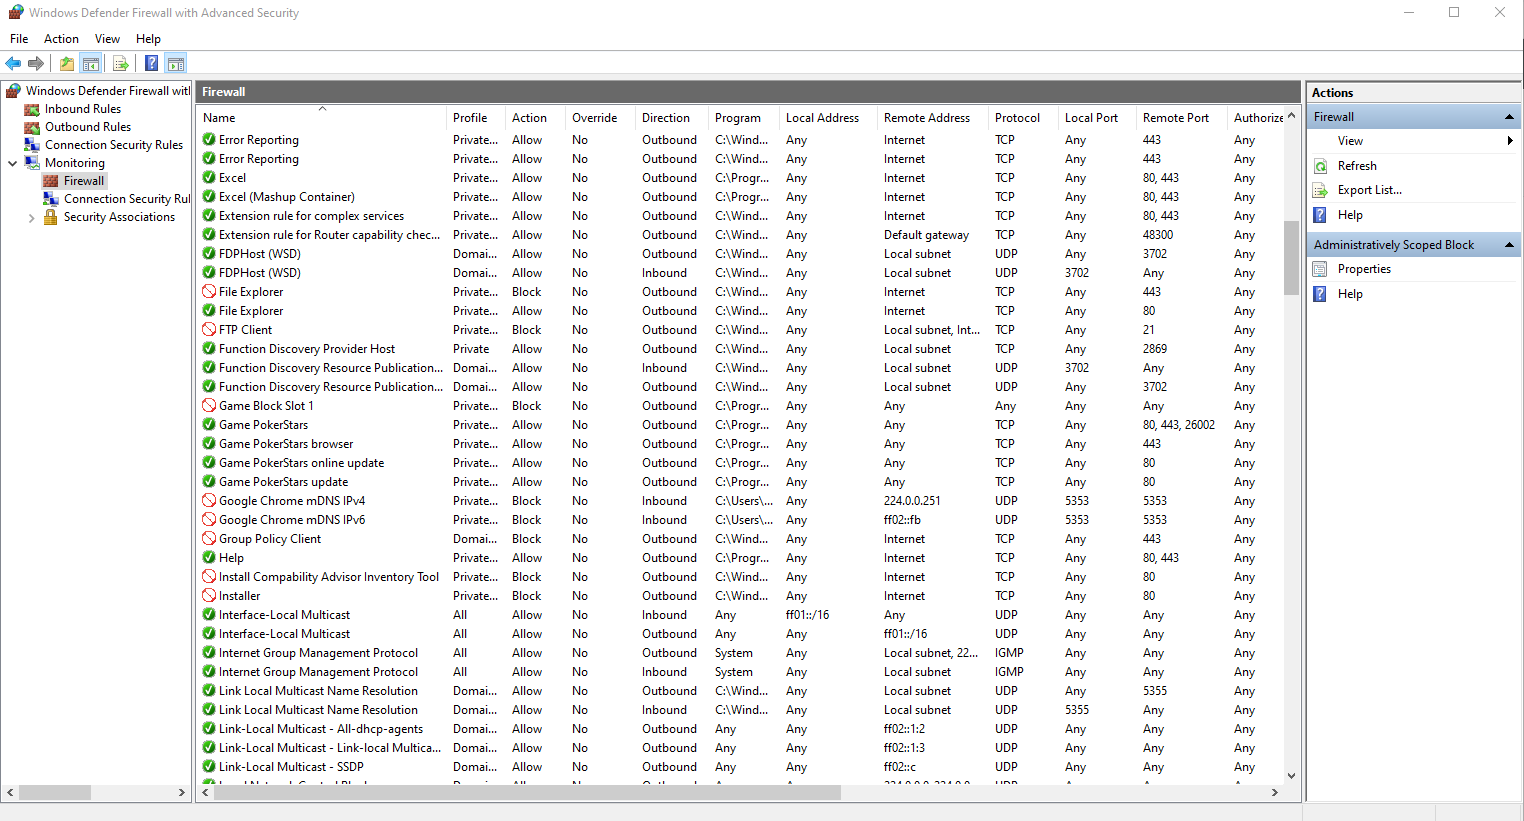 Windows Defender Firewall with Advanced Security
File Action View Help
Windows Defender Firewall wit
Inbound Rules
Outbound Rules
Connection Security Rules
Monitoring
Firewall
Connection Security Rul
Security Associations
Firewall
Name Profile Action Override Direction Program Local Address Remote Address Protocol Local Port Remote Port Authorize
Error Reporting Private... Allow No Outbound C:\Wind... Any Internet TCP Any 443 Any
Error Reporting Private... Allow No Outbound C:\Wind... Any Internet TCP Any 443 Any
Excel Private... Allow No Outbound C:\Progr... Any Internet TCP Any 80, 443 Any
Excel (Mashup Container) Private... Allow No Outbound C:\Progr... Any Internet TCP Any 80, 443 Any
Extension rule for complex services Private... Allow No Outbound C:\Wind... Any Internet TCP Any 80, 443 Any
Extension rule for Router capability chec... Private... Allow No Outbound C:\Wind... Any Default gateway TCP Any 48300 Any
FDPHost (WSD) Domai... Allow No Outbound C:\Wind... Any Local subnet UDP Any 3702 Any
FDPHost (WSD) Domai... Allow No Inbound C:\Wind... Any Local subnet UDP 3702 Any Any
File Explorer Private... Block No Outbound C:\Wind... Any Internet TCP Any 443 Any
File Explorer Private... Allow No Outbound C:\Wind... Any Internet TCP Any 80 Any
FTP Client Private... Block No Outbound C:\Wind... Any Local subnet, Int... TCP Any 21 Any
Function Discovery Provider Host Private Allow No Outbound C:\Wind... Any Local subnet TCP Any 2869 Any
Function Discovery Resource Publication... Domai... Allow No Inbound C:\Wind... Any Local subnet UDP 3702 Any Any
Function Discovery Resource Publication... Domai... Allow No Outbound C:\Wind... Any Local subnet UDP Any 3702 Any
Game Block Slot 1 Private... Block No Outbound C:\Progr... Any Any Any Any Any Any
Game PokerStars Private... Allow No Outbound C:\Progr... Any Any TCP Any 80, 443, 26002 Any
Game PokerStars browser Private... Allow No Outbound C:\Progr... Any Any TCP Any 443 Any
Game PokerStars online update Private... Allow No Outbound C:\Progr... Any Any TCP Any 80 Any
Game PokerStars update Private... Allow No Outbound C:\Progr... Any Any TCP Any 80 Any
Google Chrome mDNS IPv4 Private... Block No Inbound C:\Users\... Any 224.0.0.251 UDP 5353 5353 Any
Google Chrome mDNS IPv6 Private... Block No Inbound C:\Users\... Any ff02::fb UDP 5353 5353 Any
Group Policy Client Domai... Block No Outbound C:\Wind... Any Internet TCP Any 443 Any
Help Private... Allow No Outbound C:\Progr... Any Internet TCP Any 80, 443 Any
Install Compability Advisor Inventory Tool Private... Block No Outbound C:\Wind... Any Internet TCP Any 80 Any
Installer Private... Block No Outbound C:\Wind... Any Internet TCP Any 80 Any
Interface-Local Multicast All Allow No Inbound Any ff01::/16 Any UDP Any Any Any
Interface-Local Multicast All Allow No Outbound Any Any ff01::/16 UDP Any Any Any
Internet Group Management Protocol All Allow No Outbound System Any Local subnet, 22... IGMP Any Any Any
Internet Group Management Protocol All Allow No Inbound System Any Local subnet IGMP Any Any Any
Link Local Multicast Name Resolution Domai... Allow No Outbound C:\Wind... Any Local subnet UDP Any 5355 Any
Link Local Multicast Name Resolution Domai... Allow No Inbound C:\Wind... Any Local subnet UDP 5355 Any Any
Link-Local Multicast - All-dhcp-agents Domai... Allow No Outbound Any Any ff02::1:2 UDP Any Any Any
Link-Local Multicast - Link-local Multica... Domai... Allow No Outbound Any Any ff02::1:3 UDP Any Any Any
Link-Local Multicast - SSDP Domai... Allow No Outbound Any Any ff02::c UDP Any Any Any
Actions
Firewall
View
Refresh
Export List...
Help
Administratively Scoped Block
Properties
Help